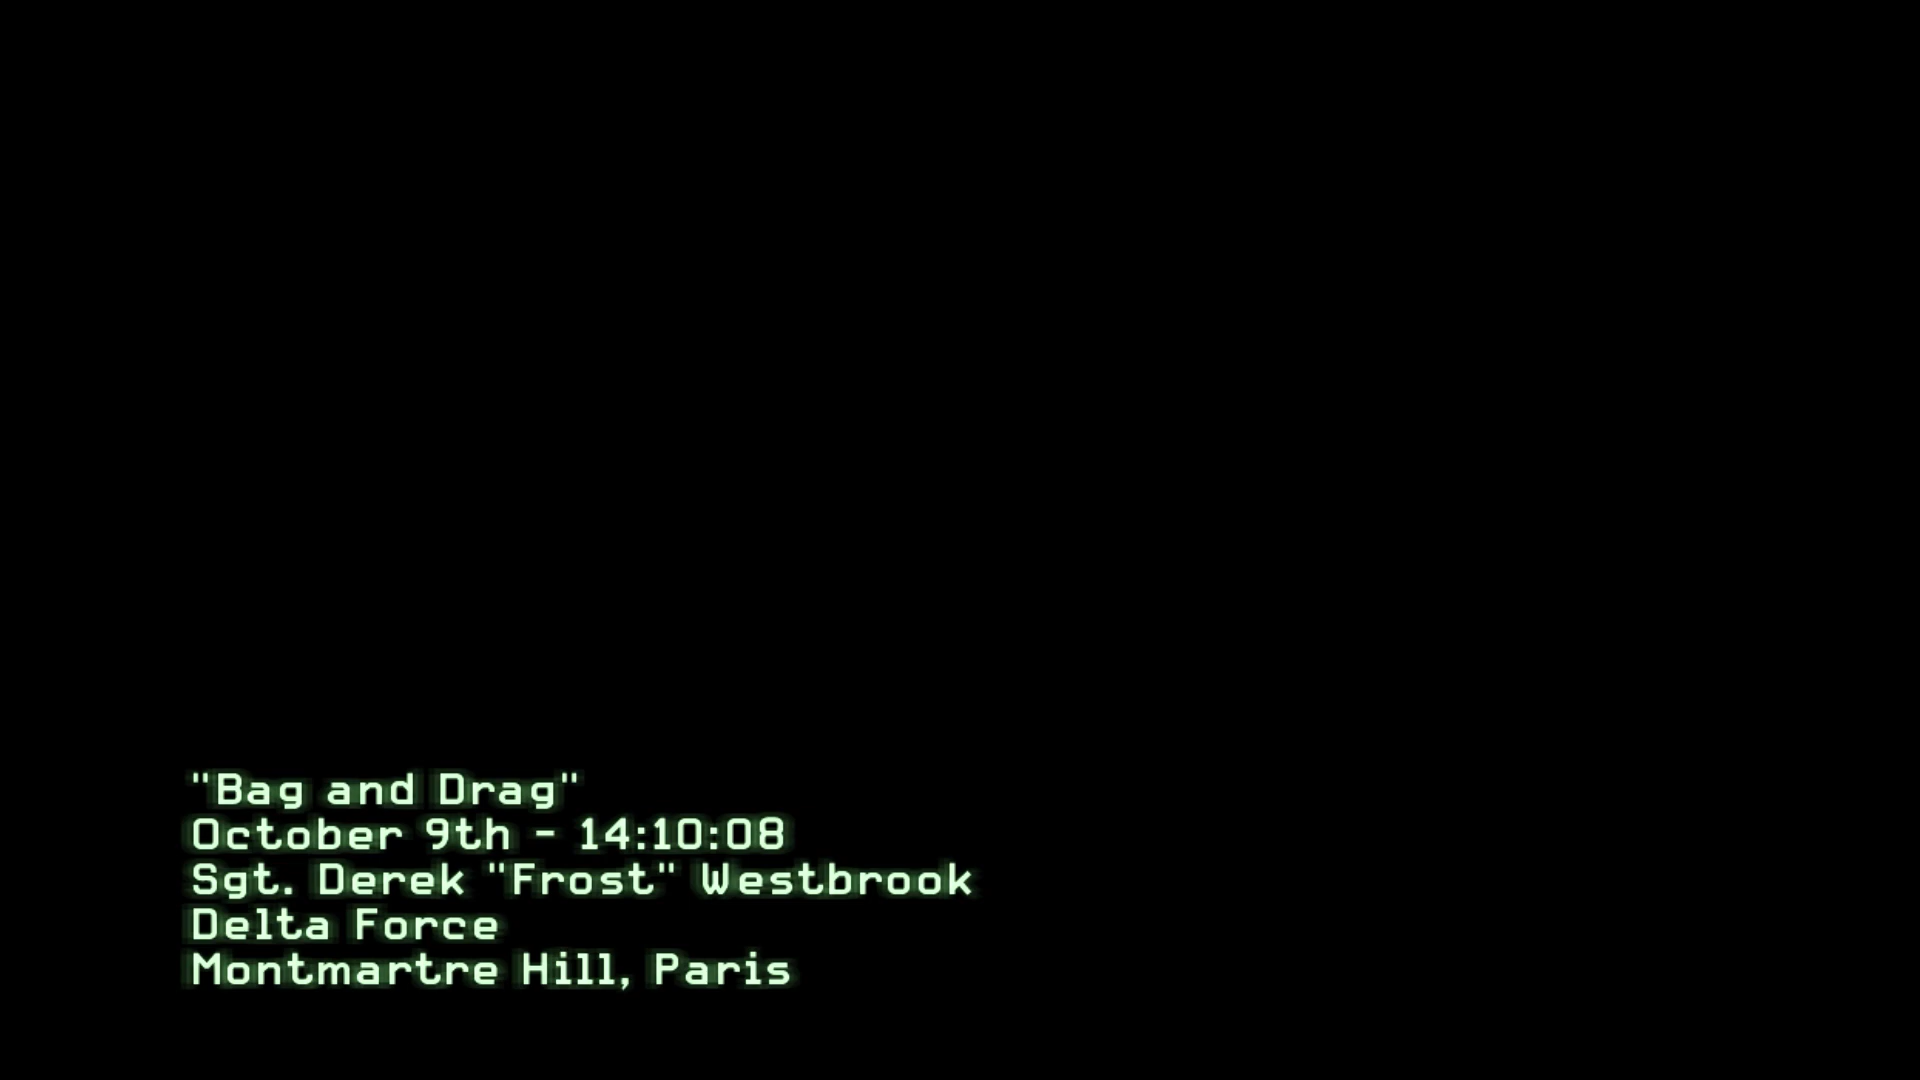 "Bag and Drag"
October 9th - 14:10:08
Sgt. Derek "Frost" Westbrook
Delta Force
Montmartre Hill, Paris